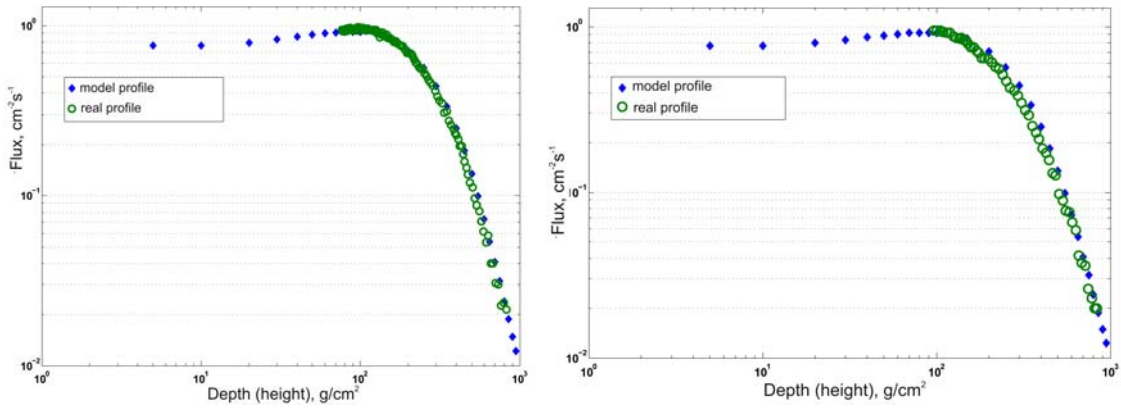 10⁰
10⁻¹
10⁻²
·Flux, cm⁻²s⁻¹
model profile
real profile
10⁰
10¹
10²
10³
Depth (height), g/cm²
10⁰
10⁻¹
10⁻²
·Flux, cm⁻²s⁻¹
model profile
real profile
10⁰
10¹
10²
10³
Depth (height), g/cm²